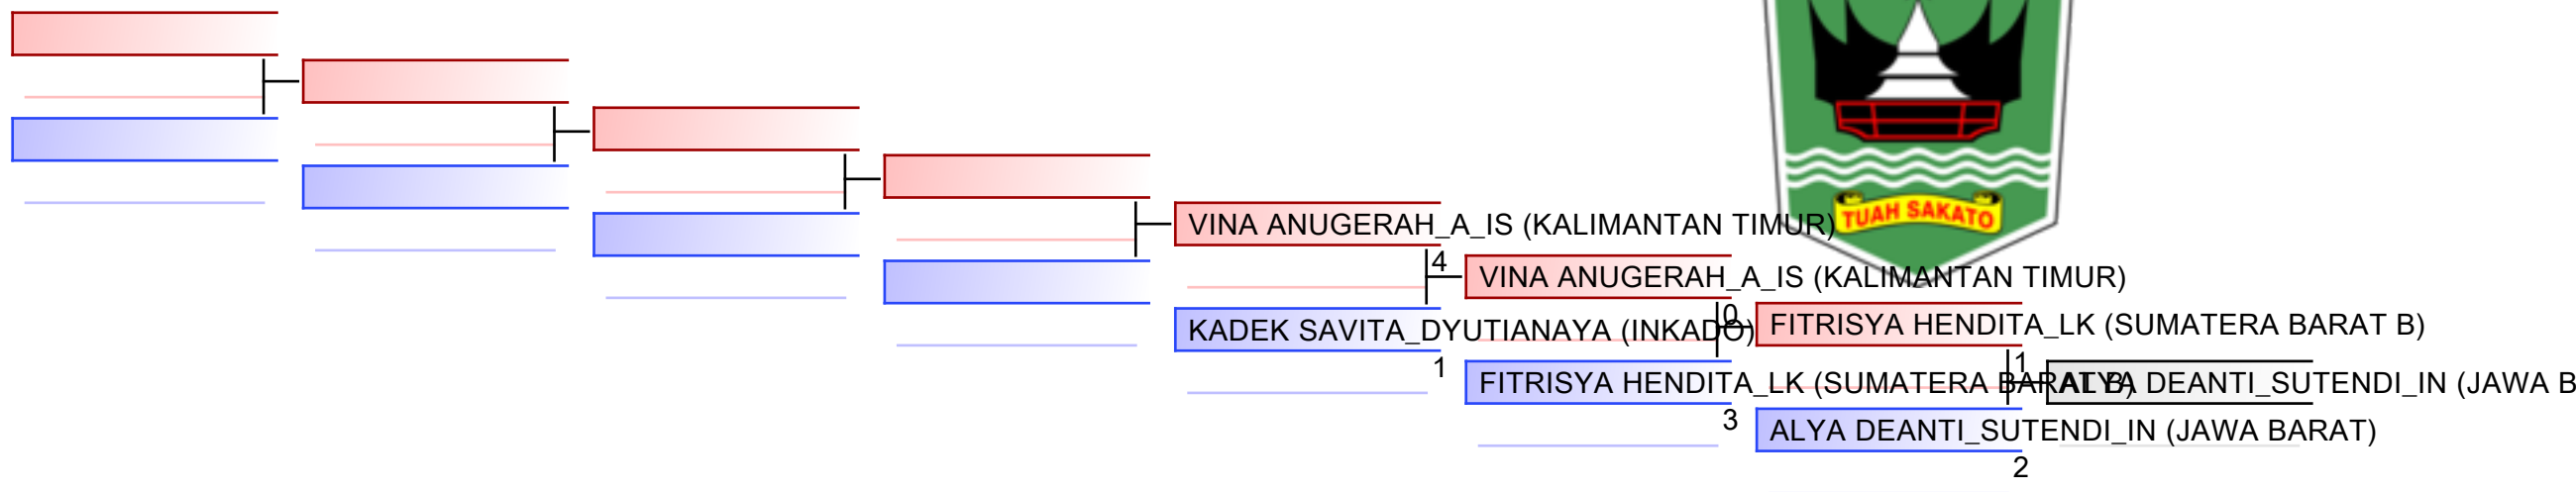 VINA ANUGERAH_A_IS (KALIMANTAN TIMUR)
TUAH SAKATO
4
VINA ANUGERAH_A_IS (KALIMANTAN TIMUR)
KADEK SAVITA_DYUTIANAYA (INKADO)
0
FITRISYA HENDITA_LK (SUMATERA BARAT B)
1
1
FITRISYA HENDITA_LK (SUMATERA BARAT B)
ALYA DEANTI_SUTENDI_IN (JAWA B
3
ALYA DEANTI_SUTENDI_IN (JAWA BARAT)
2